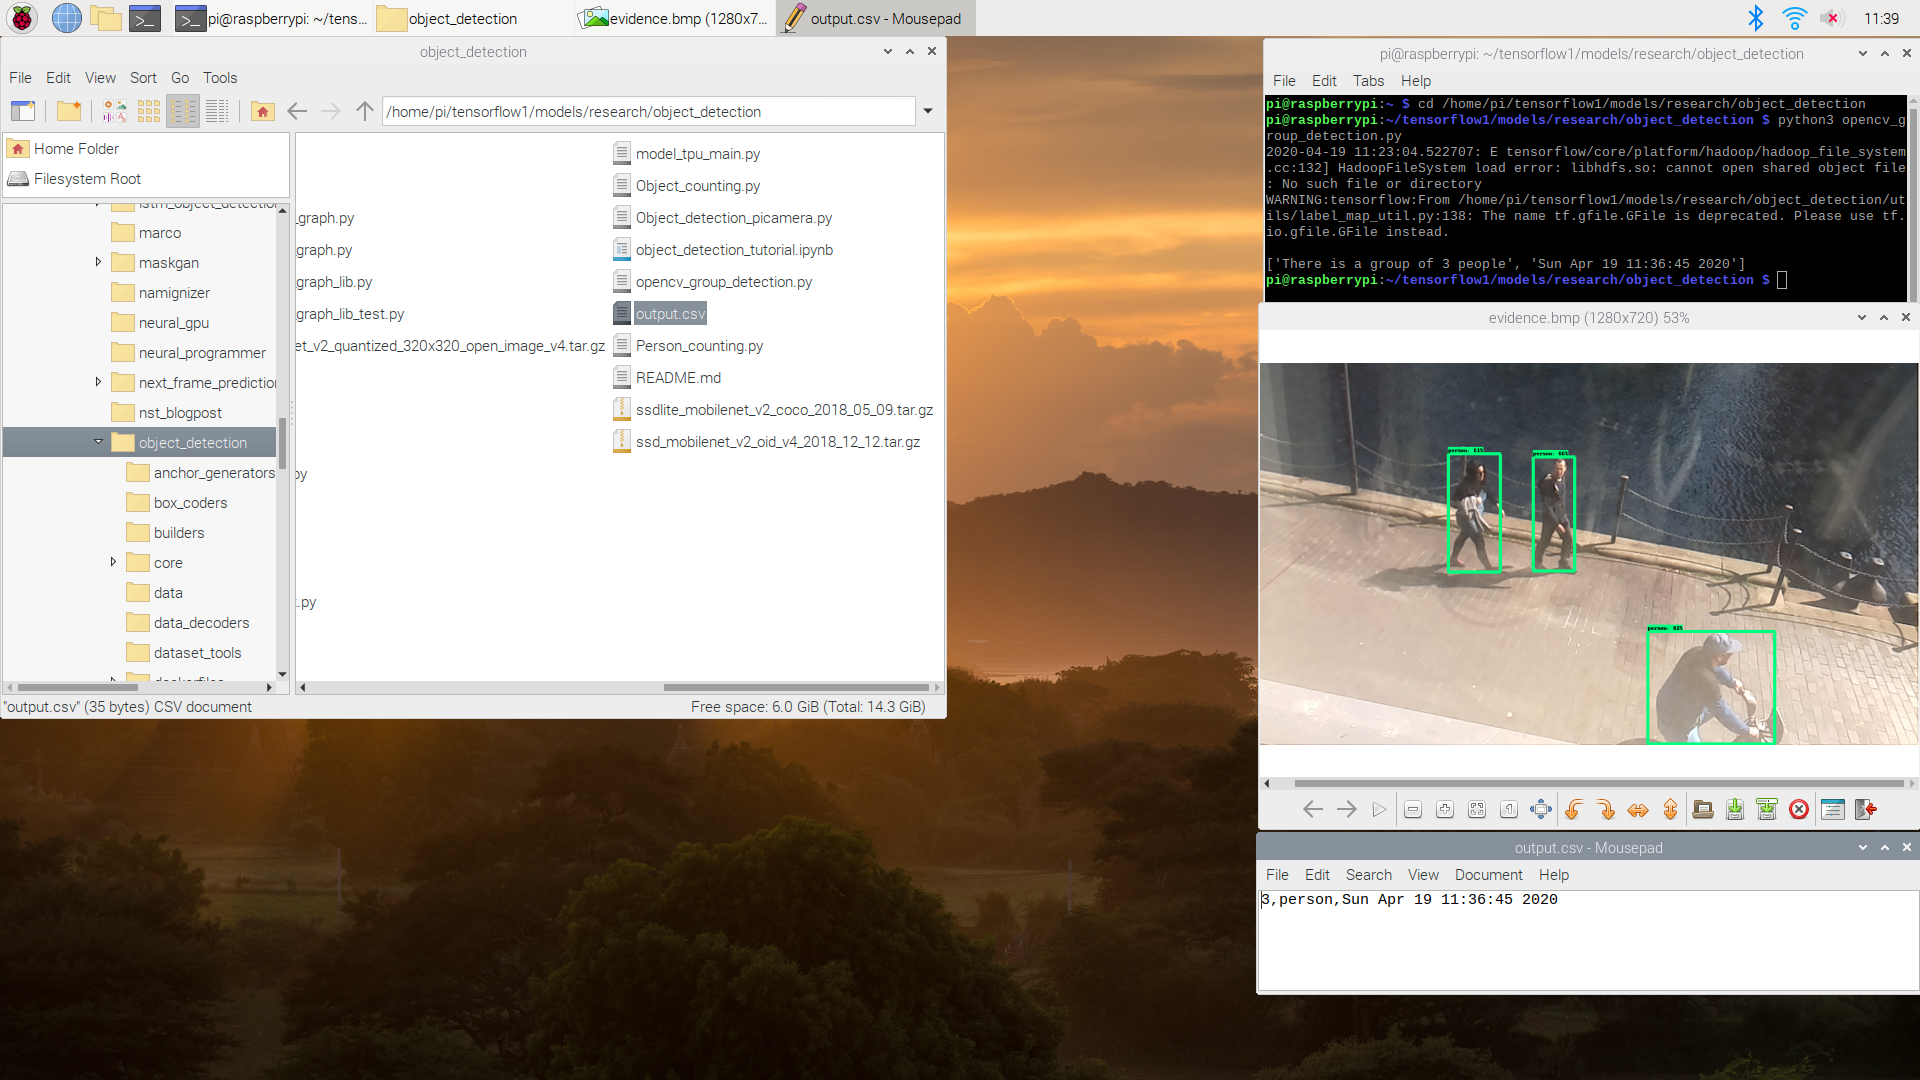 pi@raspberrypi: ~/tens...
object_detection
evidence.bmp (1280x7...
output.csv - Mousepad
11:39
object_detection
File Edit View Sort Go Tools
/home/pi/tensorflow1/models/research/object_detection
Home Folder
Filesystem Root
lstm_object_detectio
marco
maskgan
namignizer
neural_gpu
neural_programmer
next_frame_predictio
nst_blogpost
object_detection
anchor_generators
box_coders
builders
core
data
data_decoders
dataset_tools
_graph.py
graph.py
graph_lib.py
graph_lib_test.py
et_v2_quantized_320x320_open_image_v4.tar.gz
py
.py
model_tpu_main.py
Object_counting.py
Object_detection_picamera.py
object_detection_tutorial.ipynb
opencv_group_detection.py
output.csv
Person_counting.py
README.md
ssdlite_mobilenet_v2_coco_2018_05_09.tar.gz
ssd_mobilenet_v2_oid_v4_2018_12_12.tar.gz
"output.csv" (35 bytes) CSV document
Free space: 6.0 GiB (Total: 14.3 GiB)
pi@raspberrypi: ~/tensorflow1/models/research/object_detection
File Edit Tabs Help
pi@raspberrypi:~ $ cd /home/pi/tensorflow1/models/research/object_detection
pi@raspberrypi:~/tensorflow1/models/research/object_detection $ python3 opencv_g
roup_detection.py
2020-04-19 11:23:04.522707: E tensorflow/core/platform/hadoop/hadoop_file_system
.cc:132] HadoopFileSystem load error: libhdfs.so: cannot open shared object file
: No such file or directory
WARNING:tensorflow:From /home/pi/tensorflow1/models/research/object_detection/ut
ils/label_map_util.py:138: The name tf.gfile.GFile is deprecated. Please use tf.
io.gfile.GFile instead.
['There is a group of 3 people', 'Sun Apr 19 11:36:45 2020']
pi@raspberrypi:~/tensorflow1/models/research/object_detection $
evidence.bmp (1280x720) 53%
person: 61%
person: 66%
person: 82%
output.csv - Mousepad
File Edit Search View Document Help
3,person,Sun Apr 19 11:36:45 2020